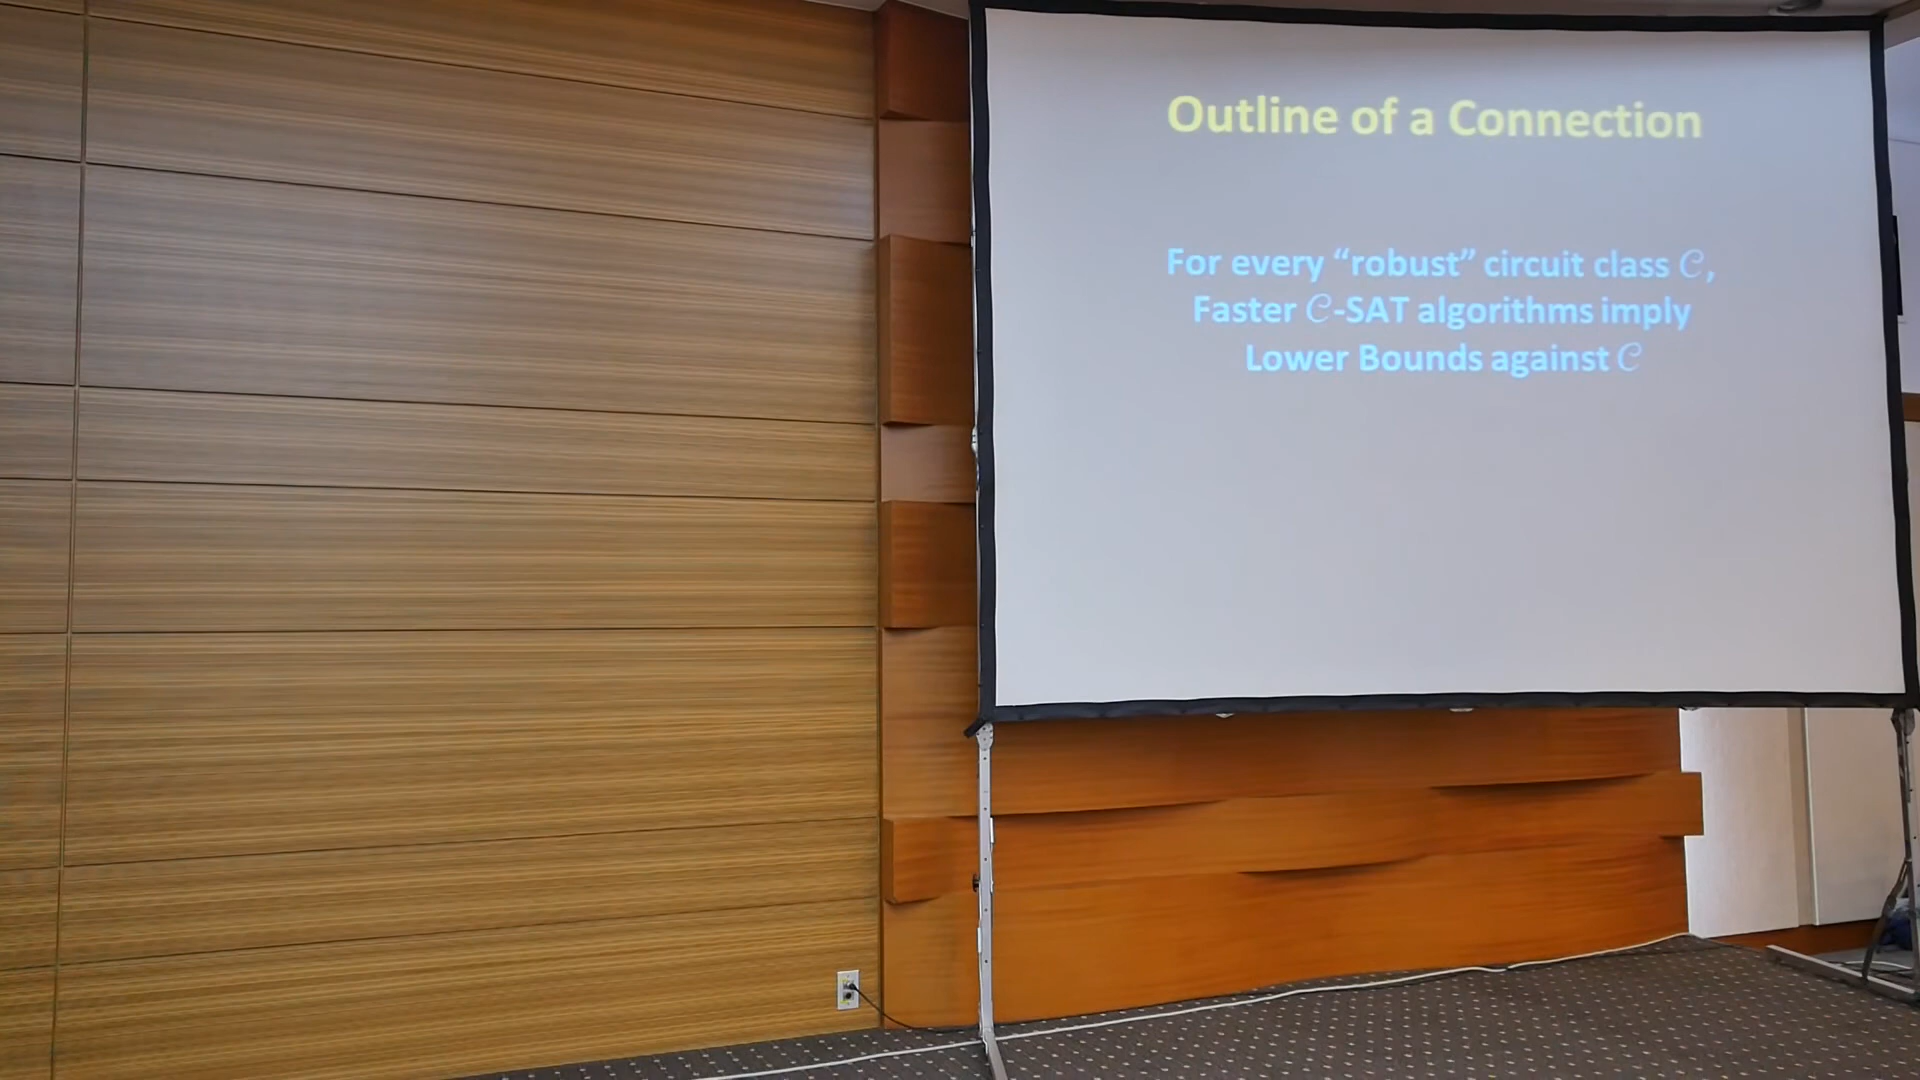 Outline of a Connection
For every “robust” circuit class 𝒞,
Faster 𝒞-SAT algorithms imply
Lower Bounds against 𝒞